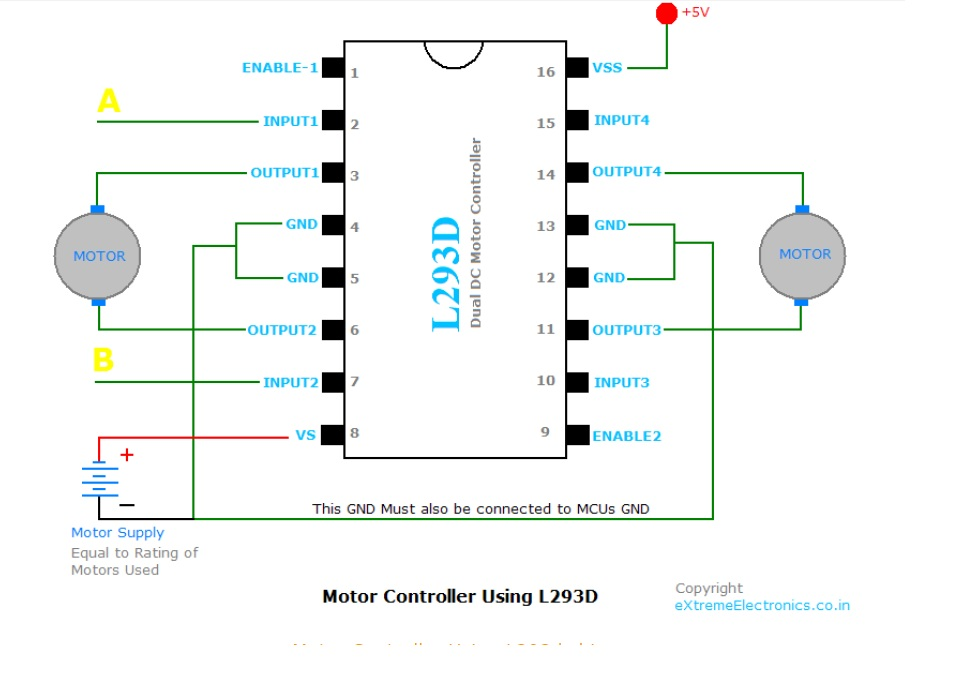 +5V
ENABLE-1
1
16
VSS
A
INPUT1
2
15
INPUT4
OUTPUT1
3
14
OUTPUT4
GND
4
13
GND
MOTOR
L293D
Dual DC Motor Controller
MOTOR
GND
5
12
GND
OUTPUT2
6
11
OUTPUT3
B
INPUT2
7
10
INPUT3
VS
8
9
ENABLE2
+
This GND Must also be connected to MCUs GND
Motor Supply
Equal to Rating of
Motors Used
Motor Controller Using L293D
Copyright
eXtremeElectronics.co.in